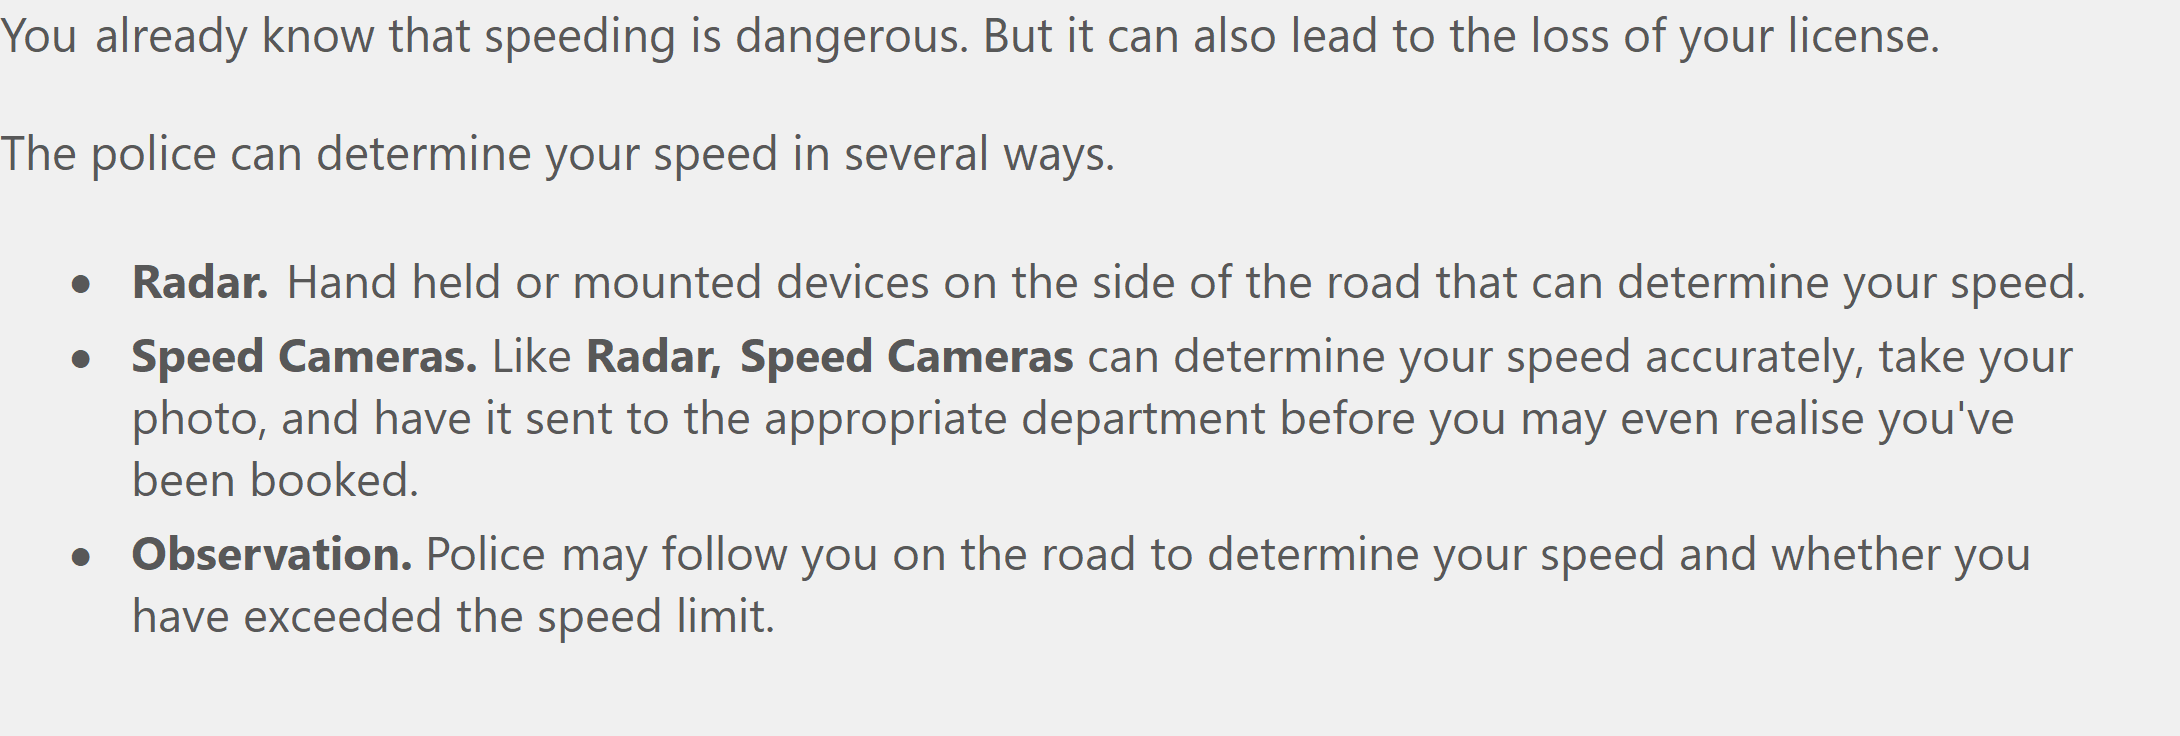 You already know that speeding is dangerous. But it can also lead to the loss of your license.
The police can determine your speed in several ways.
• Radar. Hand held or mounted devices on the side of the road that can determine your speed.
• Speed Cameras. Like Radar, Speed Cameras can determine your speed accurately, take your
photo, and have it sent to the appropriate department before you may even realise you've
been booked.
• Observation. Police may follow you on the road to determine your speed and whether you
have exceeded the speed limit.